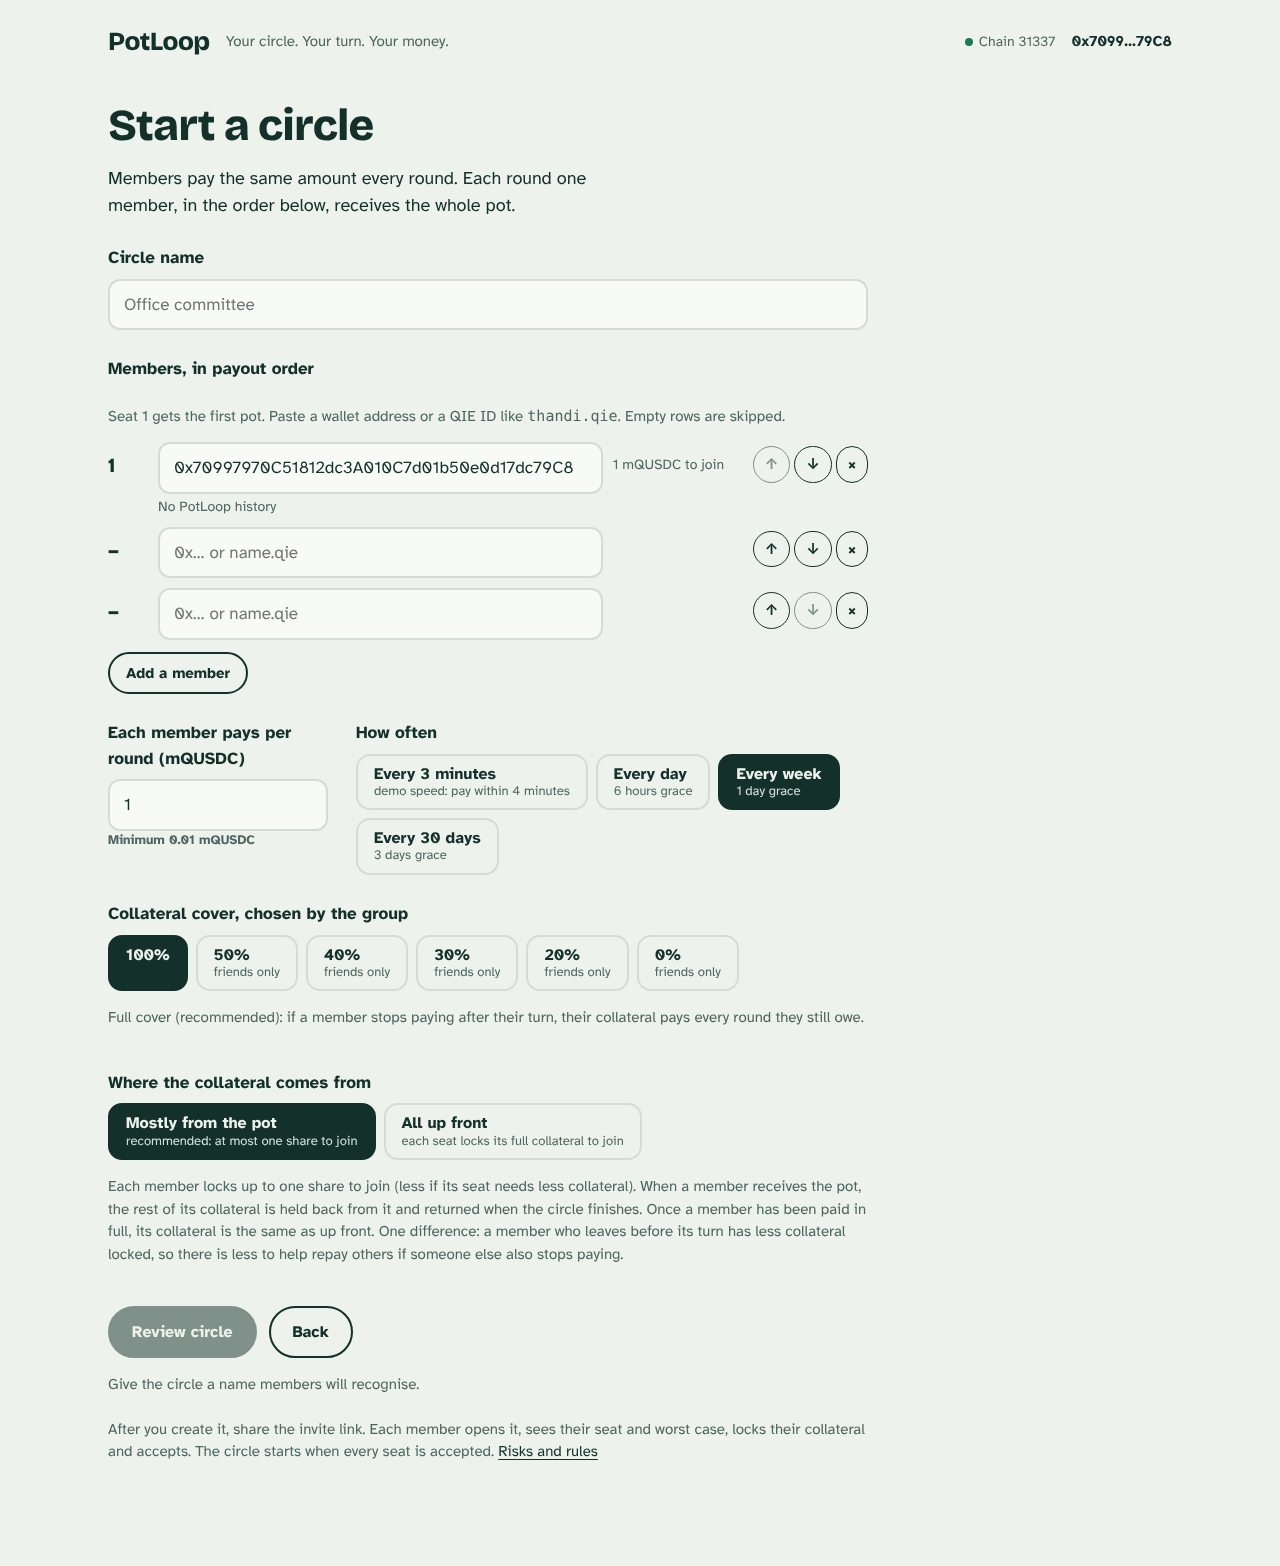 PotLoop Your circle. Your turn. Your money. Chain 31337 0x7099...79C8
Start a circle
Members pay the same amount every round. Each round one
member, in the order below, receives the whole pot.
Circle name
Office committee
Members, in payout order
Seat 1 gets the first pot. Paste a wallet address or a QIE ID like thandi.qie. Empty rows are skipped.
1 0x70997970C51812dc3A010C7d01b50e0d17dc79C8 1 mQUSDC to join ↑ ↓ ×
No PotLoop history
– 0x... or name.qie ↑ ↓ ×
– 0x... or name.qie ↑ ↓ ×
Add a member
Each member pays per
round (mQUSDC)
1
Minimum 0.01 mQUSDC
How often
Every 3 minutes
demo speed: pay within 4 minutes
Every day
6 hours grace
Every week
1 day grace
Every 30 days
3 days grace
Collateral cover, chosen by the group
100%
50%
friends only
40%
friends only
30%
friends only
20%
friends only
0%
friends only
Full cover (recommended): if a member stops paying after their turn, their collateral pays every round they still owe.
Where the collateral comes from
Mostly from the pot
recommended: at most one share to join
All up front
each seat locks its full collateral to join
Each member locks up to one share to join (less if its seat needs less collateral). When a member receives the pot,
the rest of its collateral is held back from it and returned when the circle finishes. Once a member has been paid in
full, its collateral is the same as up front. One difference: a member who leaves before its turn has less collateral
locked, so there is less to help repay others if someone else also stops paying.
Review circle Back
Give the circle a name members will recognise.
After you create it, share the invite link. Each member opens it, sees their seat and worst case, locks their collateral
and accepts. The circle starts when every seat is accepted. Risks and rules